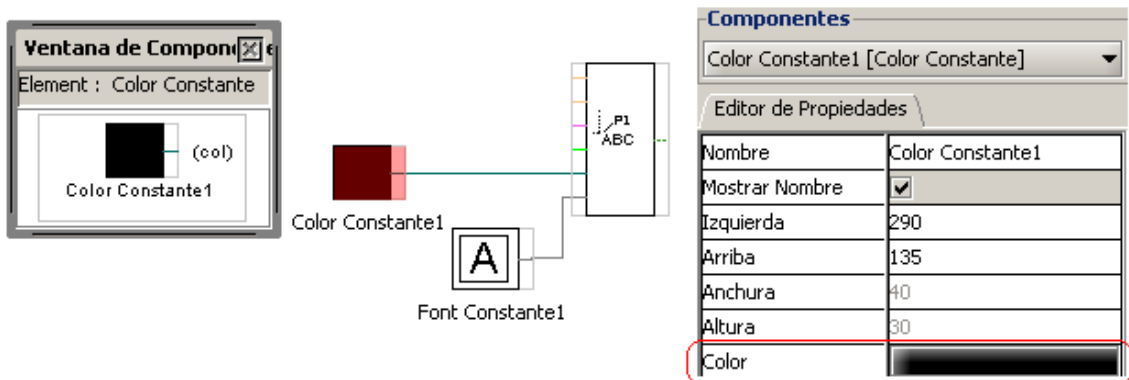 Ventana de Compon e
Element : Color Constante
(col)
Color Constante1
P1
ABC
Color Constante1
A
Font Constante1
Componentes
Color Constante1 [Color Constante]
Editor de Propiedades
Nombre Color Constante1
Mostrar Nombre
Izquierda 290
Arriba 135
Anchura 40
Altura 30
Color